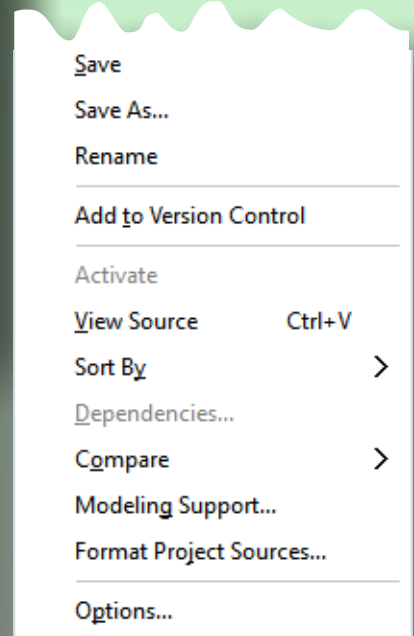 Save
Save As...
Rename
Add to Version Control
Activate
View Source Ctrl+V
Sort By
Dependencies...
Compare
Modeling Support...
Format Project Sources...
Options...